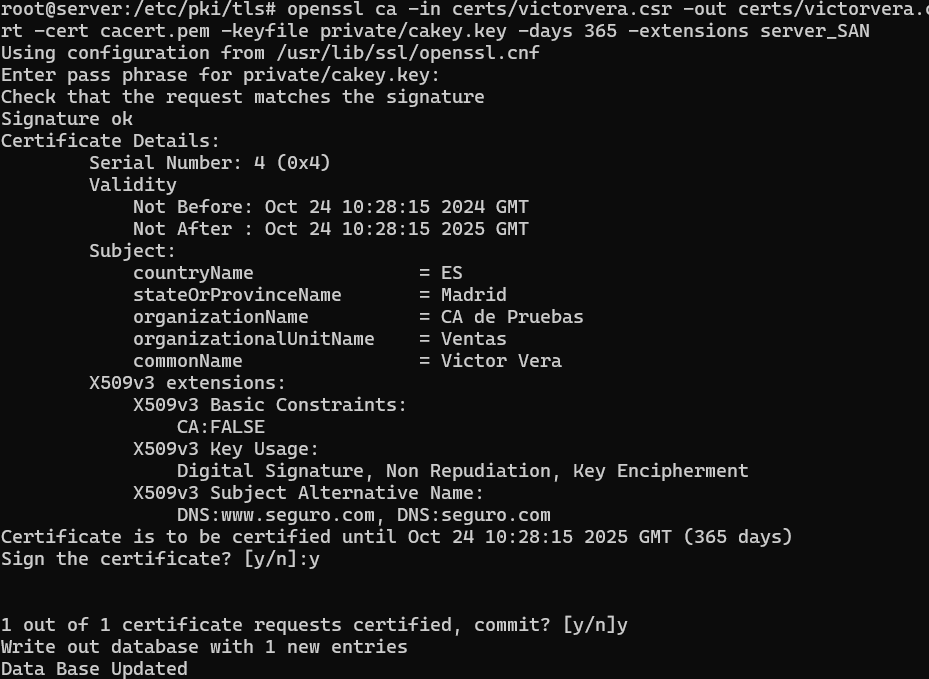 root@server:/etc/pki/tls# openssl ca -in certs/victorvera.csr -out certs/victorvera.c
rt -cert cacert.pem -keyfile private/cakey.key -days 365 -extensions server_SAN
Using configuration from /usr/lib/ssl/openssl.cnf
Enter pass phrase for private/cakey.key:
Check that the request matches the signature
Signature ok
Certificate Details:
        Serial Number: 4 (0x4)
        Validity
            Not Before: Oct 24 10:28:15 2024 GMT
            Not After : Oct 24 10:28:15 2025 GMT
        Subject:
            countryName               = ES
            stateOrProvinceName       = Madrid
            organizationName          = CA de Pruebas
            organizationalUnitName    = Ventas
            commonName                = Victor Vera
        X509v3 extensions:
            X509v3 Basic Constraints:
                CA:FALSE
            X509v3 Key Usage:
                Digital Signature, Non Repudiation, Key Encipherment
            X509v3 Subject Alternative Name:
                DNS:www.seguro.com, DNS:seguro.com
Certificate is to be certified until Oct 24 10:28:15 2025 GMT (365 days)
Sign the certificate? [y/n]:y
1 out of 1 certificate requests certified, commit? [y/n]y
Write out database with 1 new entries
Data Base Updated